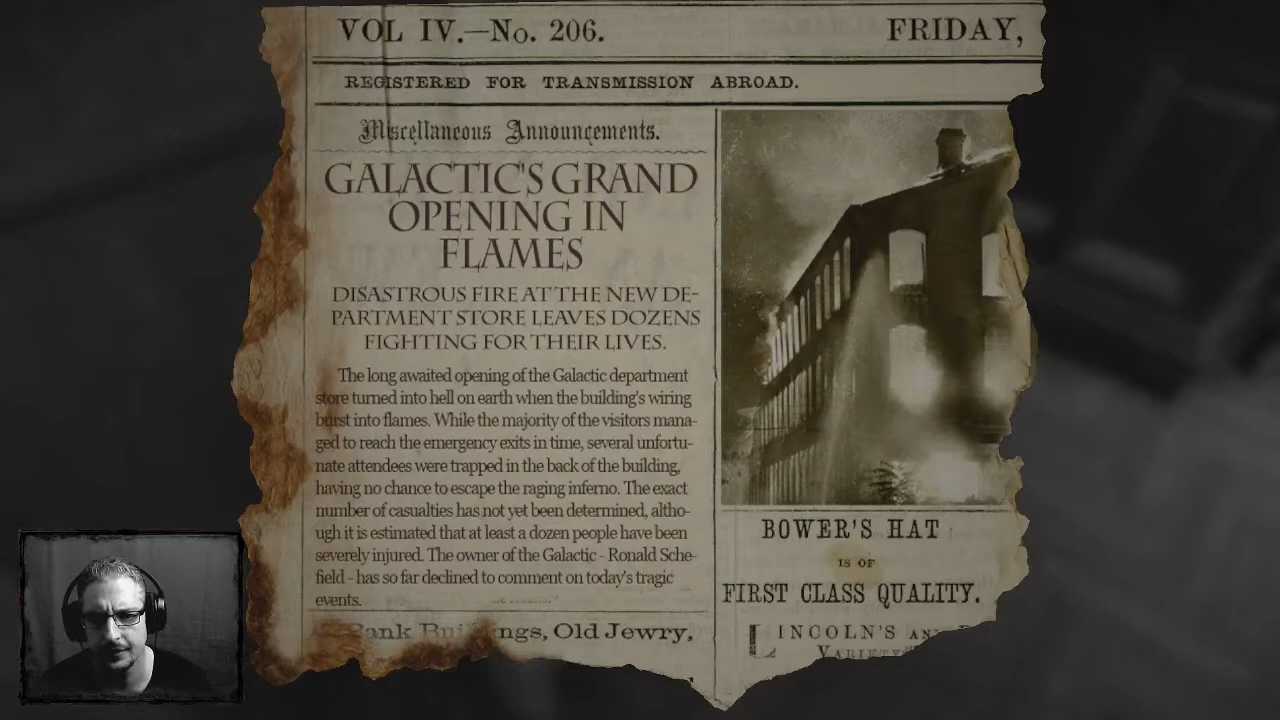 VOL IV.—No. 206.
FRIDAY,
REGISTERED FOR TRANSMISSION ABROAD.
Miscellaneous Announcements.
GALACTIC'S GRAND
OPENING IN
FLAMES
DISASTROUS FIRE AT THE NEW DE-
PARTMENT STORE LEAVES DOZENS
FIGHTING FOR THEIR LIVES.
The long awaited opening of the Galactic department
store turned into hell on earth when the building's wiring
burst into flames. While the majority of the visitors mana-
ged to reach the emergency exits in time, several unfortu-
nate attendees were trapped in the back of the building,
having no chance to escape the raging inferno. The exact
number of casualties has not yet been determined, altho-
ugh it is estimated that at least a dozen people have been
severely injured. The owner of the Galactic - Ronald Sche-
field - has so far declined to comment on today's tragic
events.
Bank Buildings, Old Jewry,
BOWER'S HAT
IS OF
FIRST CLASS QUALITY.
LINCOLN'S